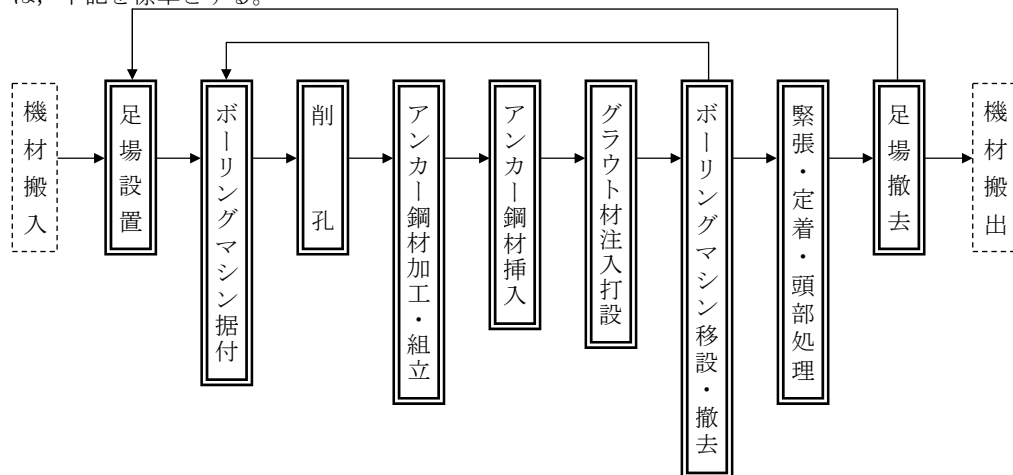 は，下記を標準とする。
機材搬入
足場設置
ボーリングマシン据付
削孔
アンカー鋼材加工・組立
アンカー鋼材挿入
グラウト材注入打設
ボーリングマシン移設・撤去
緊張・定着・頭部処理
足場撤去
機材搬出